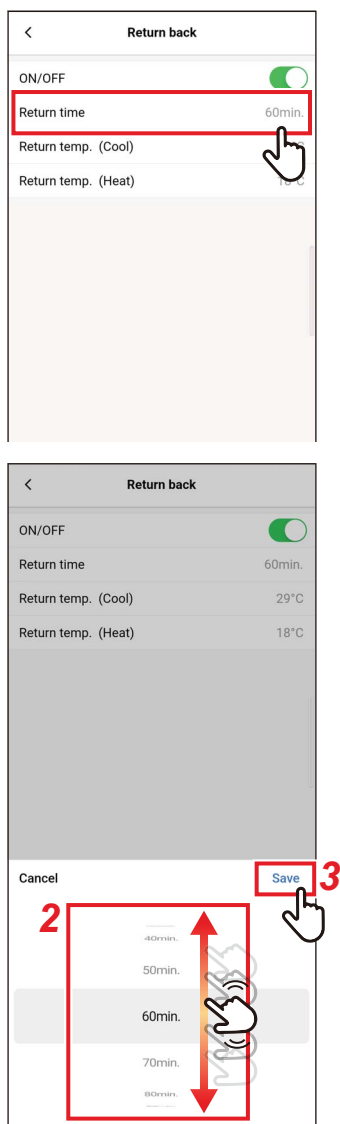 Return back
ON/OFF
Return time 60min.
Return temp. (Cool) °C
Return temp. (Heat) 18°C
Return back
ON/OFF
Return time 60min.
Return temp. (Cool) 29°C
Return temp. (Heat) 18°C
Cancel Save 3
2
40min.
50min.
60min.
70min.
80min.